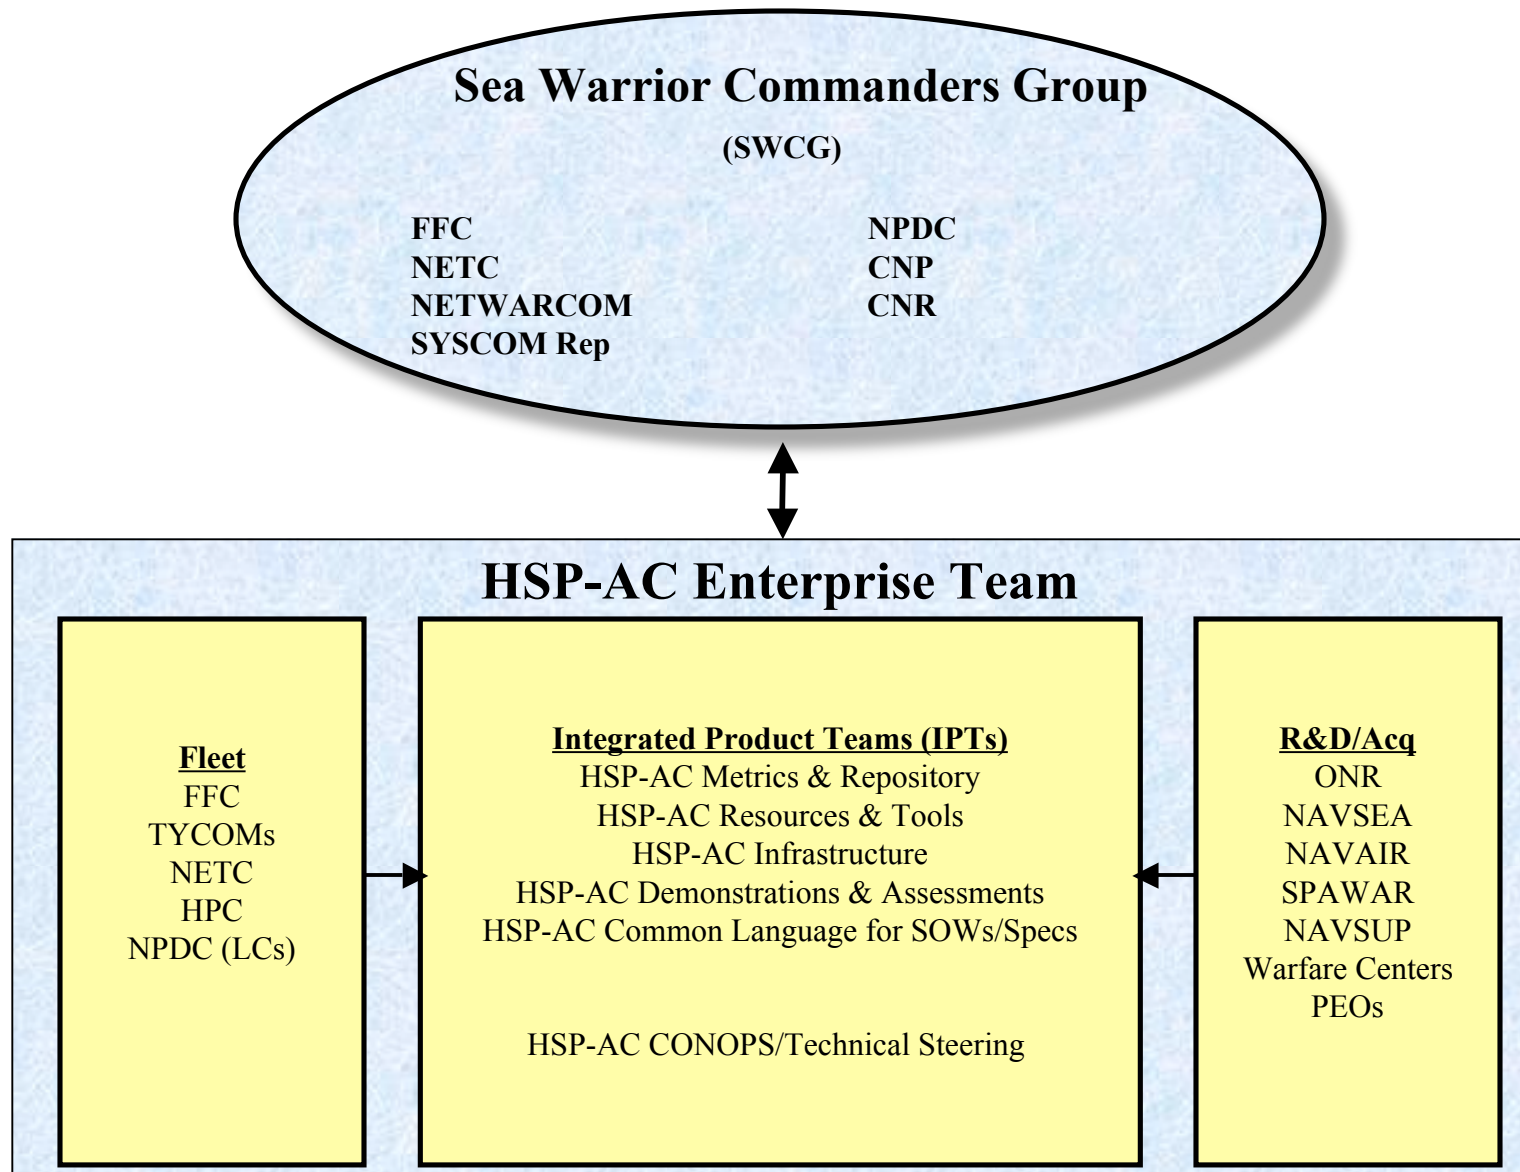 Sea Warrior Commanders Group
(SWCG)
FFC
NETC
NETWARCOM
SYSCOM Rep
NPDC
CNP
CNR
HSP-AC Enterprise Team
Fleet
FFC
TYCOMs
NETC
HPC
NPDC (LCs)
Integrated Product Teams (IPTs)
HSP-AC Metrics & Repository
HSP-AC Resources & Tools
HSP-AC Infrastructure
HSP-AC Demonstrations & Assessments
HSP-AC Common Language for SOWs/Specs
HSP-AC CONOPS/Technical Steering
R&D/Acq
ONR
NAVSEA
NAVAIR
SPAWAR
NAVSUP
Warfare Centers
PEOs